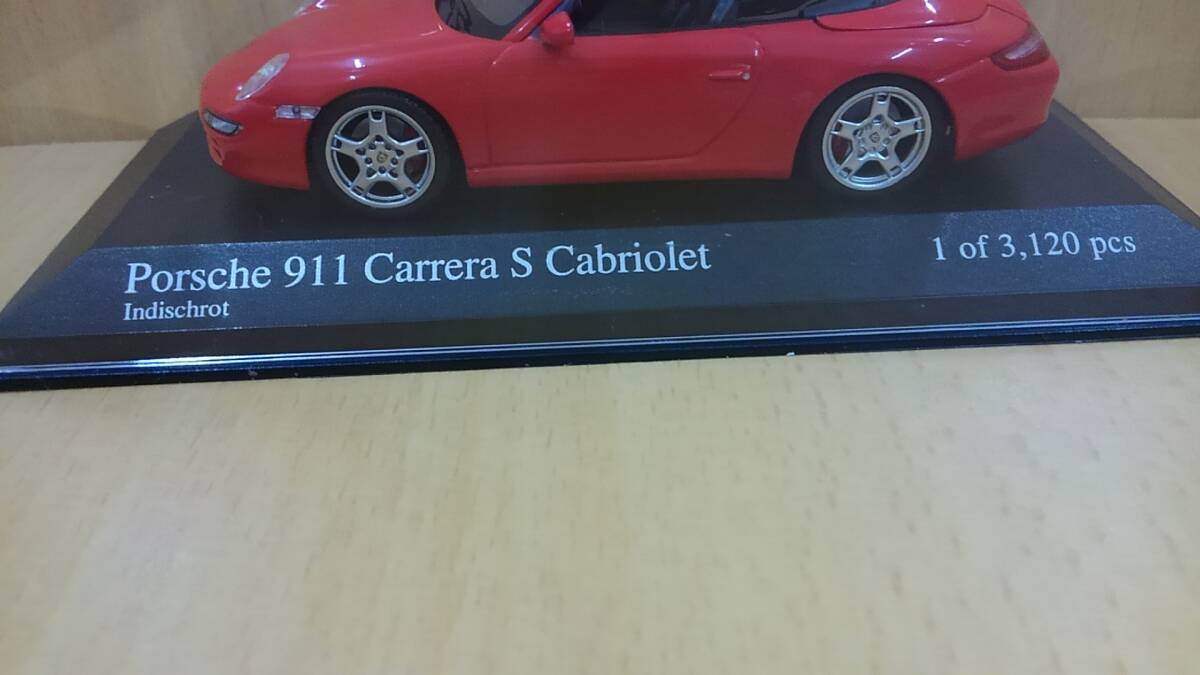 Porsche 911 Carrera S Cabriolet
1 of 3,120 pcs
Indischrot